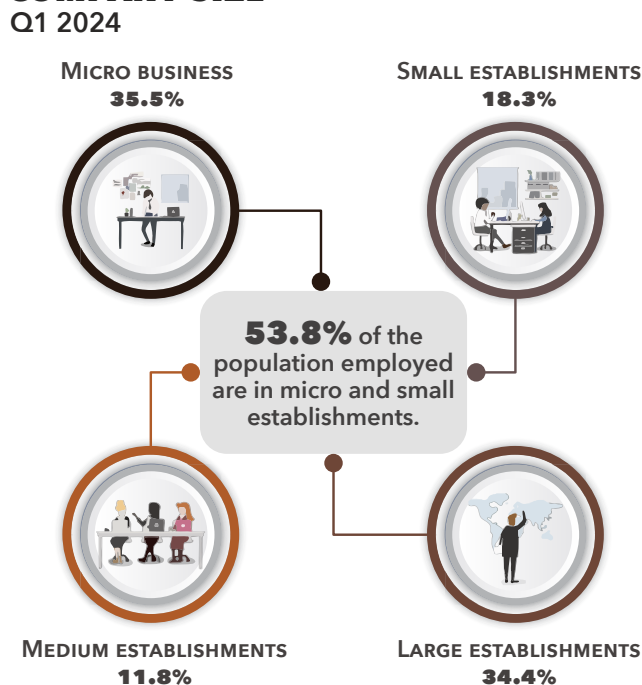 Q1 2024
MICRO BUSINESS
35.5%
SMALL ESTABLISHMENTS
18.3%
53.8% of the
population employed
are in micro and small
establishments.
MEDIUM ESTABLISHMENTS
11.8%
LARGE ESTABLISHMENTS
34.4%